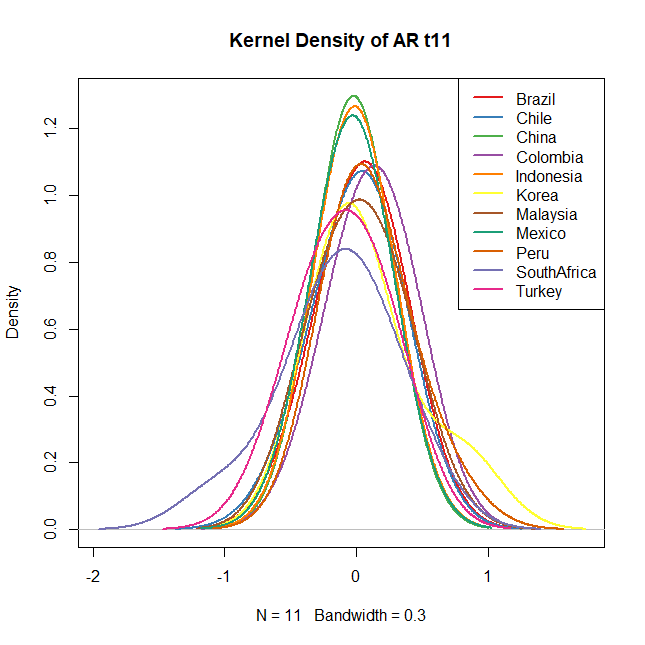 Kernel Density of AR t11
Density
0.0
0.2
0.4
0.6
0.8
1.0
1.2
Brazil
Chile
China
Colombia
Indonesia
Korea
Malaysia
Mexico
Peru
SouthAfrica
Turkey
-2 -1 0 1
N = 11 Bandwidth = 0.3